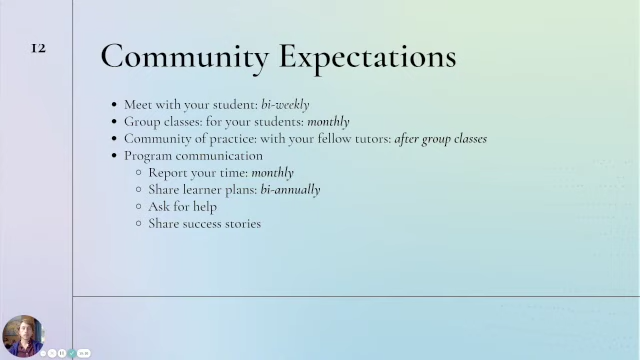 12
Community Expectations
• Meet with your student: bi-weekly
• Group classes: for your students: monthly
• Community of practice: with your fellow tutors: after group classes
• Program communication
○ Report your time: monthly
○ Share learner plans: bi-annually
○ Ask for help
○ Share success stories